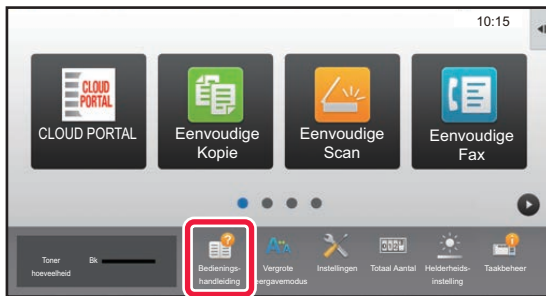 10:15
CLOUD
PORTAL
CLOUD PORTAL
Eenvoudige
Kopie
Eenvoudige
Scan
Eenvoudige
Fax
Toner
hoeveelheid
Bk
Bedienings-
handleiding
Vergrote
eergavemodus
Instellingen
Totaal Aantal
Helderheids-
instelling
Taakbeheer